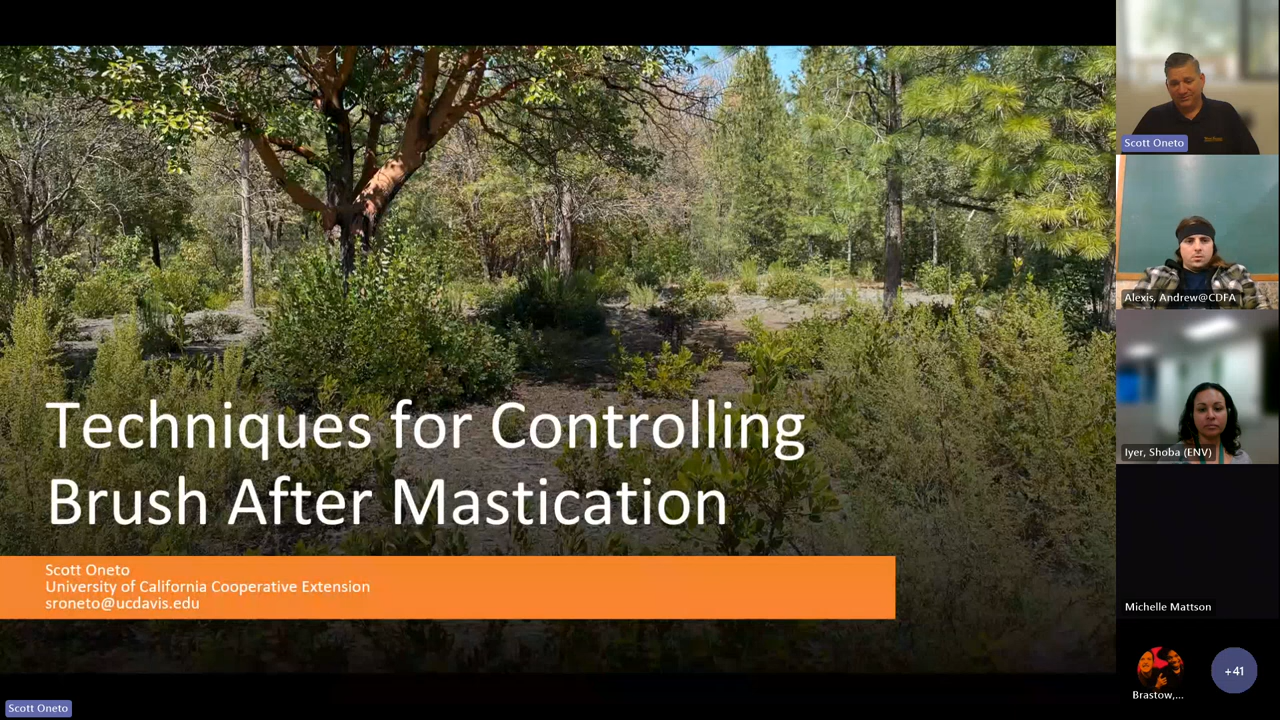 Techniques for Controlling
Brush After Mastication
Scott Oneto
University of California Cooperative Extension
sroneto@ucdavis.edu
Scott Oneto
Alexis, Andrew@CDFA
Iyer, Shoba (ENV)
Michelle Mattson
Brastow,...
+41
Scott Oneto